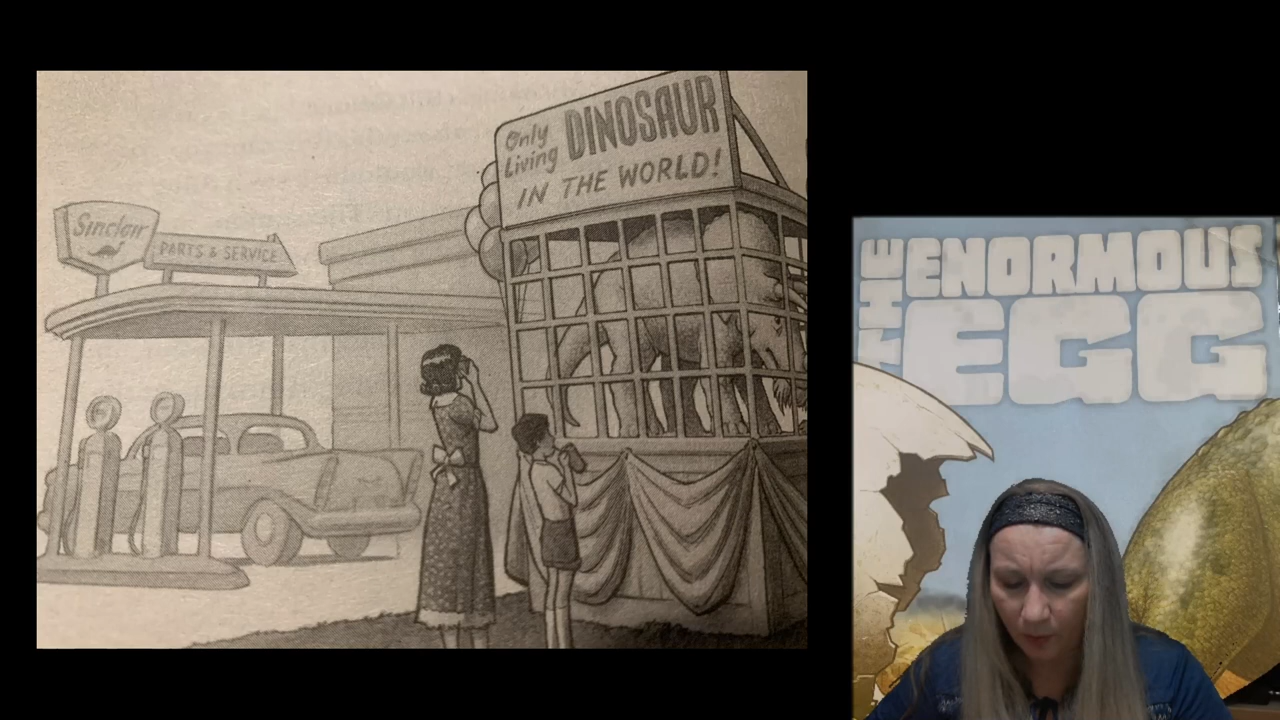 Only Living DINOSAUR
IN THE WORLD!
Sinclair
PARTS & SERVICE
THE ENORMOUS
EGG